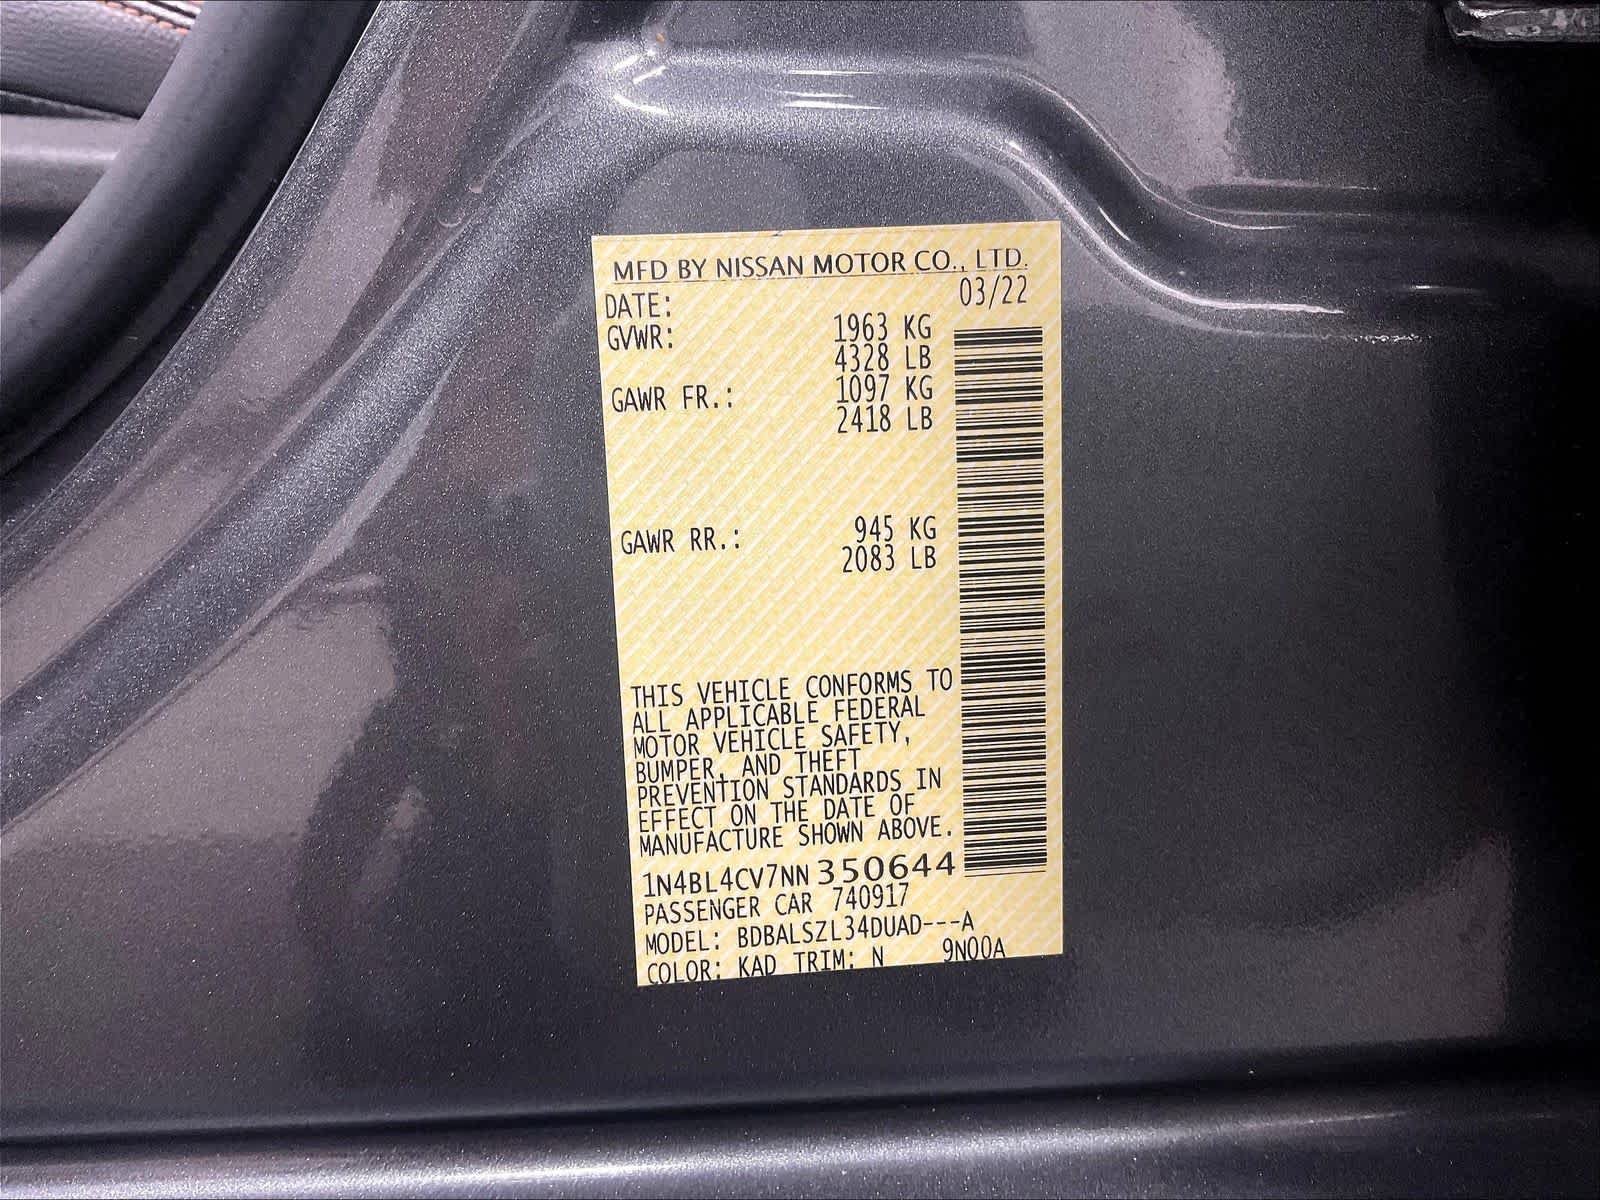 MFD BY NISSAN MOTOR CO., LTD.
DATE: 03/22
GVWR: 1963 KG
4328 LB
GAWR FR.: 1097 KG
2418 LB
GAWR RR.: 945 KG
2083 LB
THIS VEHICLE CONFORMS TO
ALL APPLICABLE FEDERAL
MOTOR VEHICLE SAFETY,
BUMPER, AND THEFT
PREVENTION STANDARDS IN
EFFECT ON THE DATE OF
MANUFACTURE SHOWN ABOVE.
1N4BL4CV7NN350644
PASSENGER CAR 740917
MODEL: BDBALSZL34DUAD---A
COLOR: KAD TRIM: N 9N00A